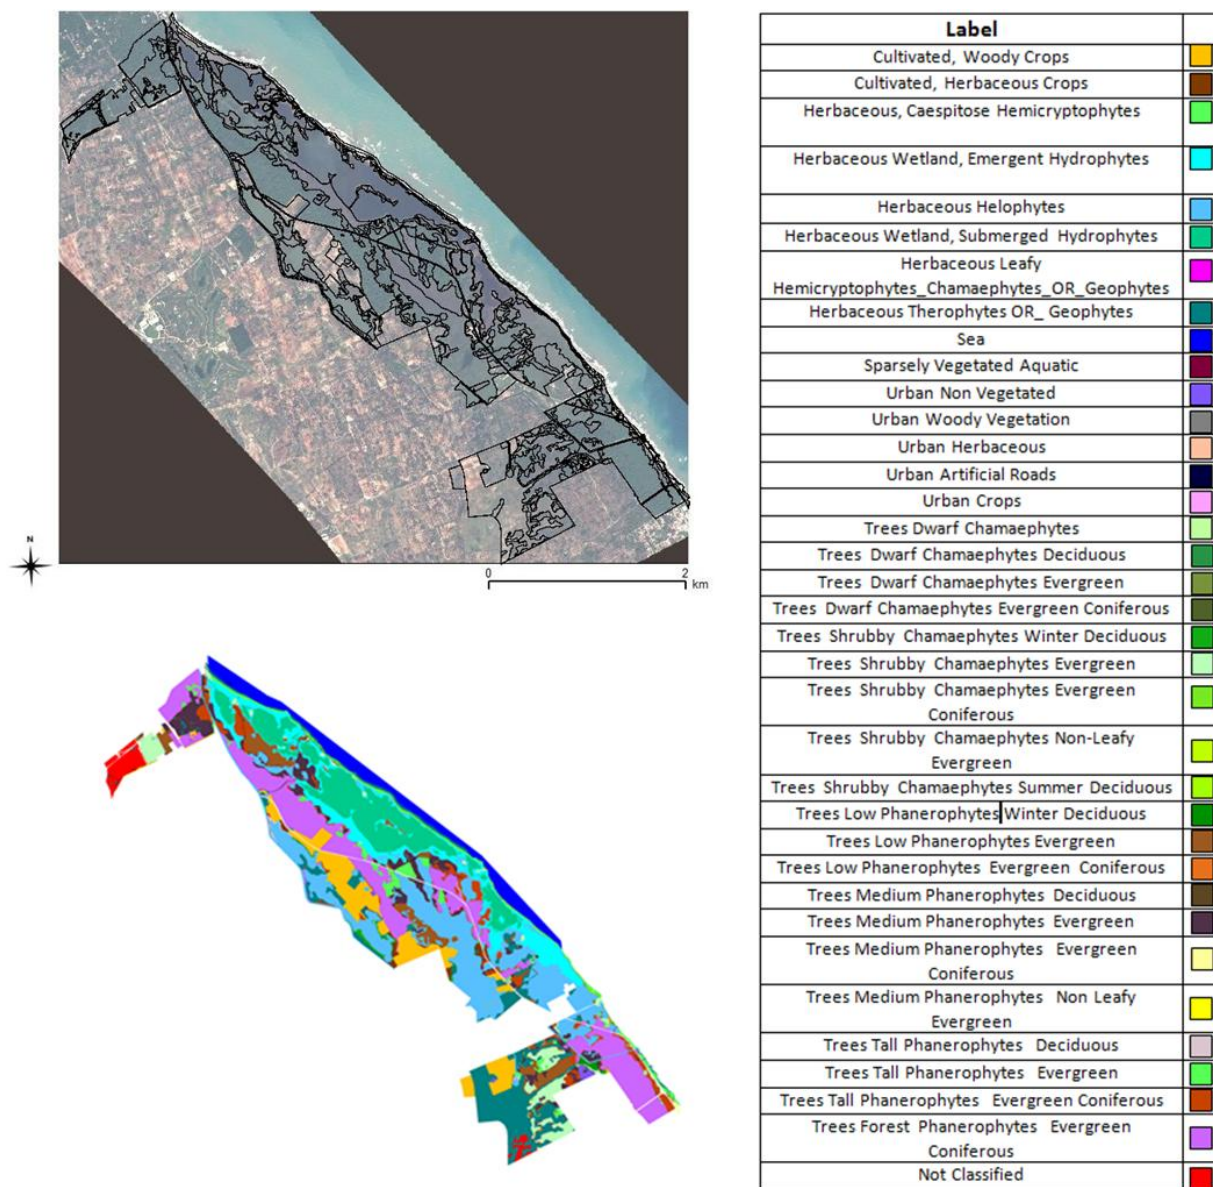 N
0
2
km
Label
Cultivated, Woody Crops
Cultivated, Herbaceous Crops
Herbaceous, Caespitose Hemicryptophytes
Herbaceous Wetland, Emergent Hydrophytes
Herbaceous Helophytes
Herbaceous Wetland, Submerged Hydrophytes
Herbaceous Leafy
Hemicryptophytes_Chamaephytes_OR_Geophytes
Herbaceous Therophytes OR_ Geophytes
Sea
Sparsely Vegetated Aquatic
Urban Non Vegetated
Urban Woody Vegetation
Urban Herbaceous
Urban Artificial Roads
Urban Crops
Trees Dwarf Chamaephytes
Trees Dwarf Chamaephytes Deciduous
Trees Dwarf Chamaephytes Evergreen
Trees Dwarf Chamaephytes Evergreen Coniferous
Trees Shrubby Chamaephytes Winter Deciduous
Trees Shrubby Chamaephytes Evergreen
Trees Shrubby Chamaephytes Evergreen
Coniferous
Trees Shrubby Chamaephytes Non-Leafy
Evergreen
Trees Shrubby Chamaephytes Summer Deciduous
Trees Low Phanerophytes Winter Deciduous
Trees Low Phanerophytes Evergreen
Trees Low Phanerophytes Evergreen Coniferous
Trees Medium Phanerophytes Deciduous
Trees Medium Phanerophytes Evergreen
Trees Medium Phanerophytes Evergreen
Coniferous
Trees Medium Phanerophytes Non Leafy
Evergreen
Trees Tall Phanerophytes Deciduous
Trees Tall Phanerophytes Evergreen
Trees Tall Phanerophytes Evergreen Coniferous
Trees Forest Phanerophytes Evergreen
Coniferous
Not Classified